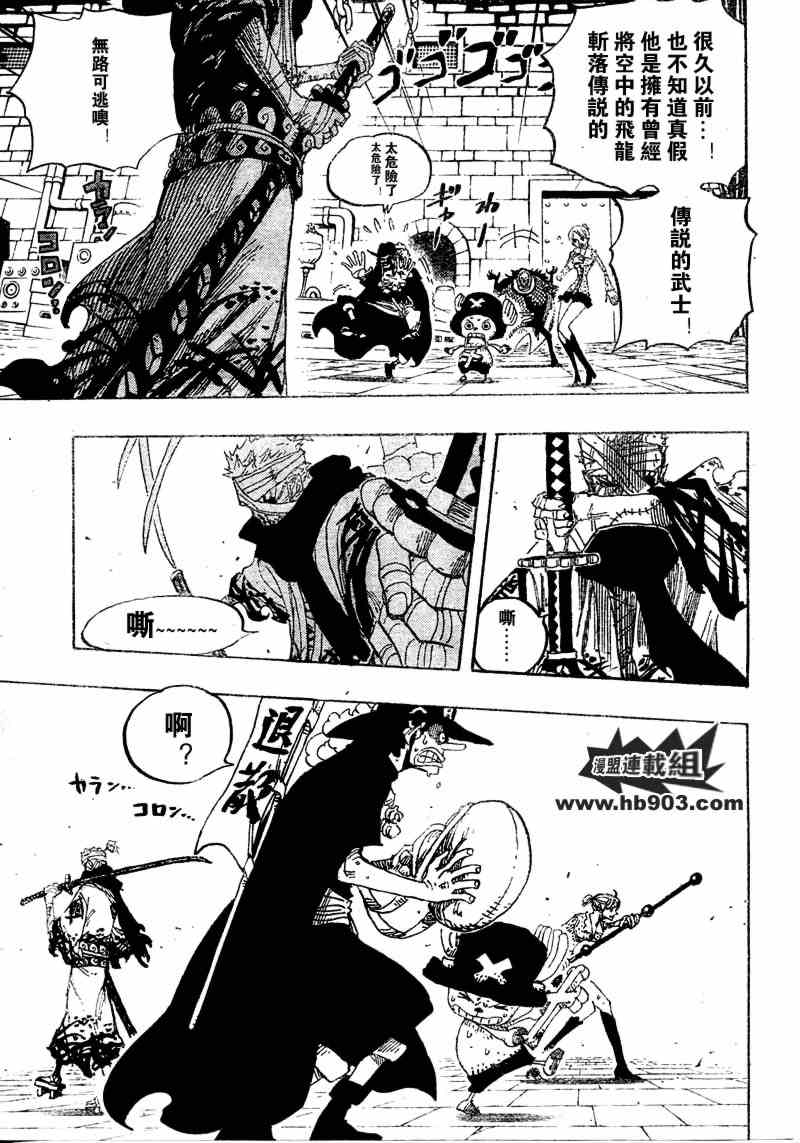 很久以前…!
也不知道真假
他是擁有曾經
將空中的飛龍
斬落傳説的
傳説的武士!
ゴゴゴゴ
無路可逃噢!
太危險了
太危險了!
ギャー
カラン
コロン
嘶……
嘶~~~~~~
漫盟連載組
www.hb903.com
啊?
退散
カラン…
コロン…